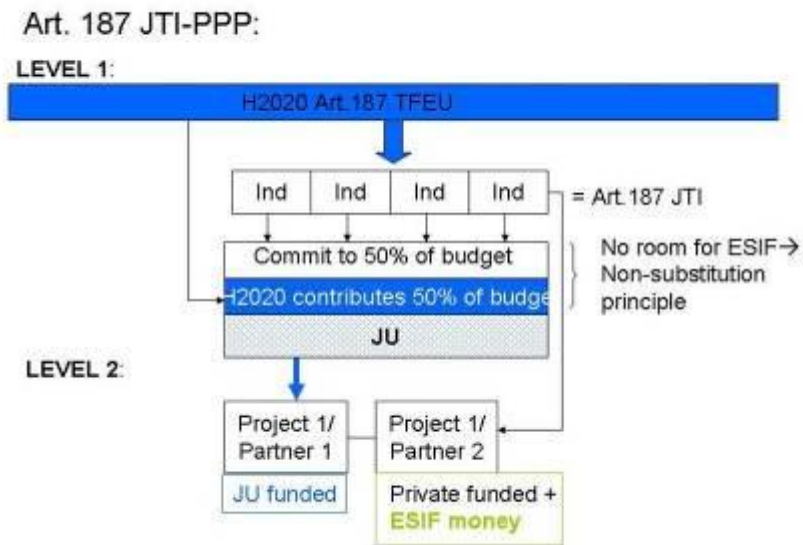 Art. 187 JTI-PPP:
LEVEL 1:
H2020 Art.187 TFEU
Ind Ind Ind Ind
= Art.187 JTI
Commit to 50% of budget
No room for ESIF→
Non-substitution
principle
H2020 contributes 50% of budge
JU
LEVEL 2:
Project 1/
Partner 1
Project 1/
Partner 2
JU funded
Private funded +
ESIF money